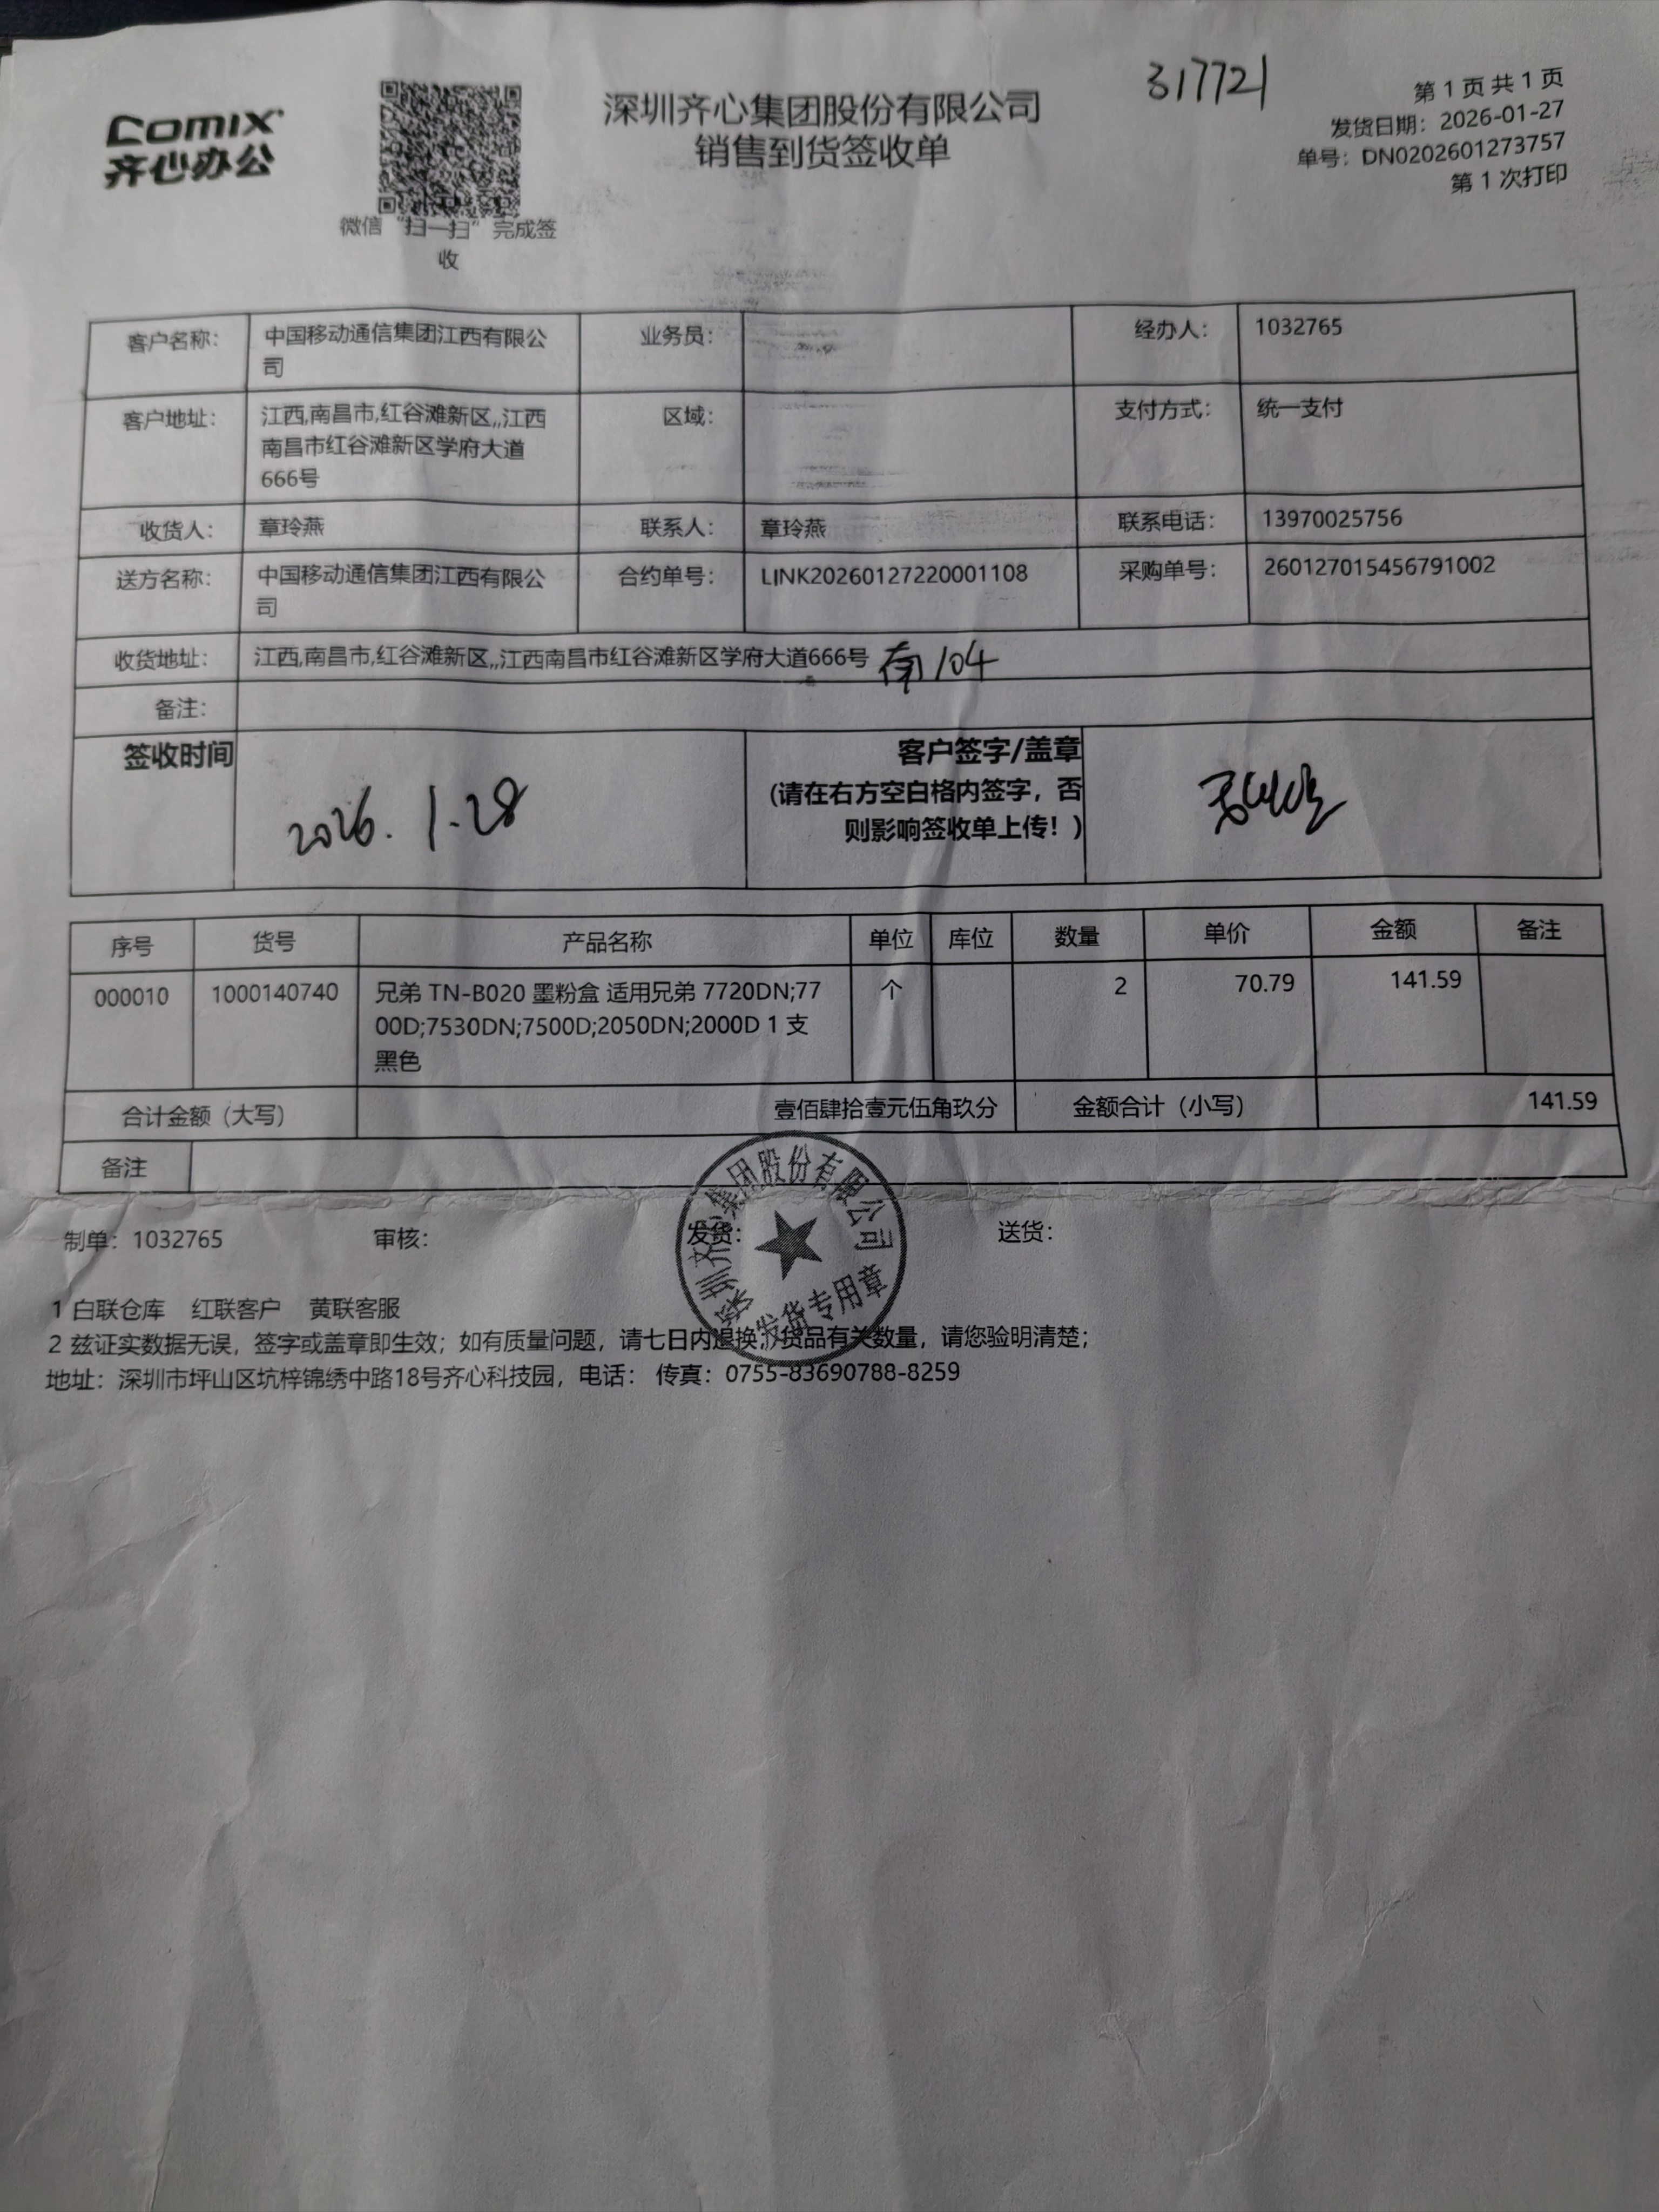 Comix
齐心办公
微信“扫一扫”完成签
收
深圳齐心集团股份有限公司
销售到货签收单
317721
第 1 页 共 1 页
发货日期：2026-01-27
单号：DN0202601273757
第 1 次打印
客户名称： 中国移动通信集团江西有限公 业务员： 经办人： 1032765
司
客户地址： 江西,南昌市,红谷滩新区,,江西 区域： 支付方式： 统一支付
南昌市红谷滩新区学府大道
666号
收货人： 章玲燕 联系人： 章玲燕 联系电话： 13970025756
送方名称： 中国移动通信集团江西有限公 合约单号： LINK20260127220001108 采购单号： 260127015456791002
司
收货地址： 江西,南昌市,红谷滩新区,,江西南昌市红谷滩新区学府大道666号 南104
备注：
签收时间 2026.1.28 客户签字/盖章
(请在右方空白格内签字，否
则影响签收单上传！)
序号 货号 产品名称 单位 库位 数量 单价 金额 备注
000010 1000140740 兄弟 TN-B020 墨粉盒 适用兄弟 7720DN;77 个 2 70.79 141.59
00D;7530DN;7500D;2050DN;2000D 1 支
黑色
合计金额（大写） 壹佰肆拾壹元伍角玖分 金额合计（小写） 141.59
备注
制单：1032765 审核： 发货： 送货：
深圳齐心集团股份有限公司
发货专用章
1 白联仓库 红联客户 黄联客服
2 兹证实数据无误，签字或盖章即生效；如有质量问题，请七日内退换；货品有关数量，请您验明清楚；
地址：深圳市坪山区坑梓锦绣中路18号齐心科技园，电话： 传真：0755-83690788-8259